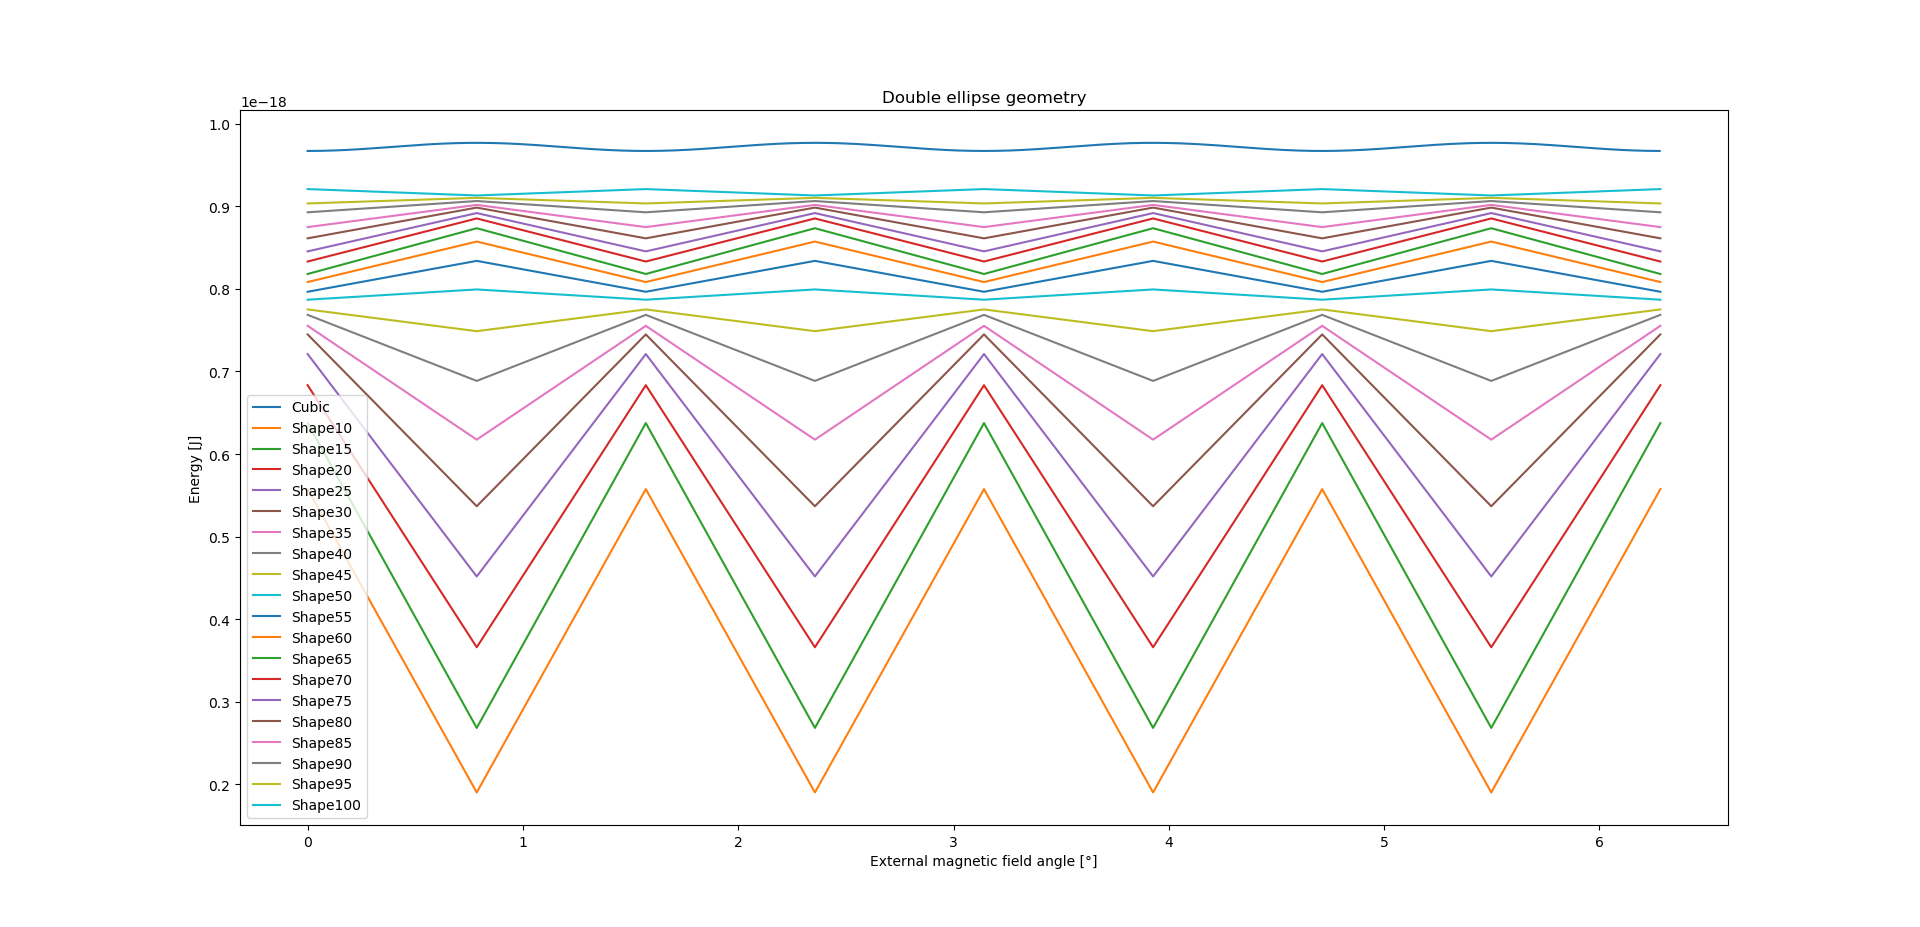 Double ellipse geometry
1e−18
1.0
0.9
0.8
0.7
0.6
0.5
0.4
0.3
0.2
Energy [J]
Cubic
Shape10
Shape15
Shape20
Shape25
Shape30
Shape35
Shape40
Shape45
Shape50
Shape55
Shape60
Shape65
Shape70
Shape75
Shape80
Shape85
Shape90
Shape95
Shape100
0 1 2 3 4 5 6
External magnetic field angle [°]